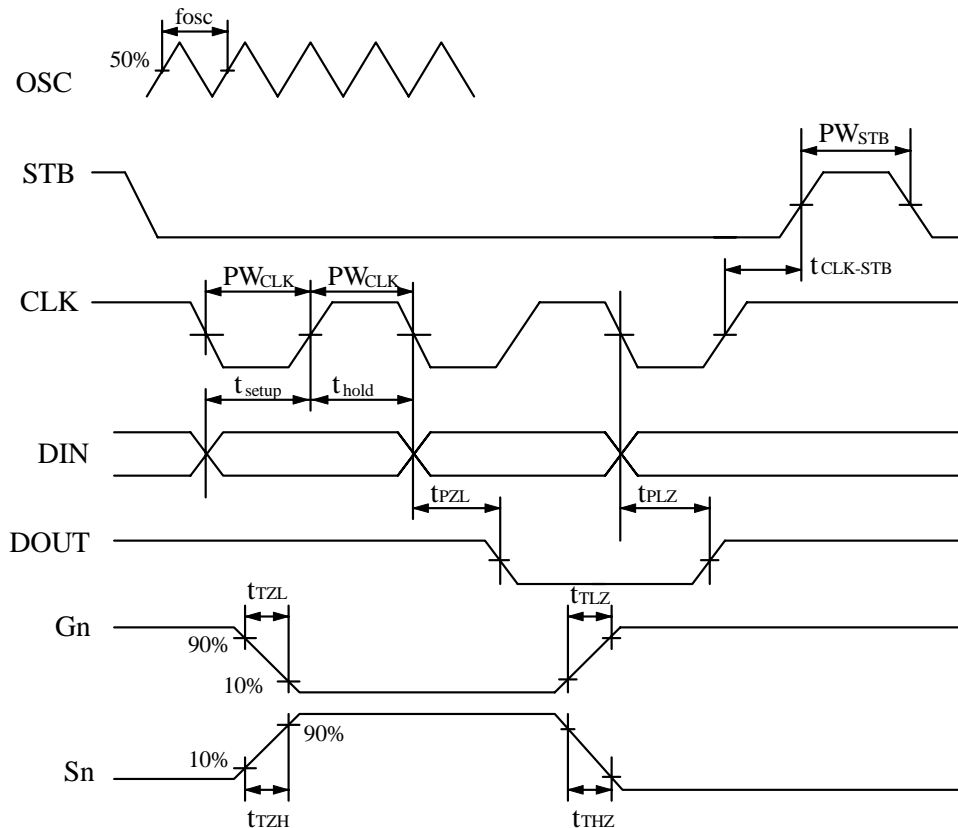 fosc
50%
OSC
PWSTB
STB
tCLK-STB
PWCLK PWCLK
CLK
tsetup thold
DIN
tPZL tPLZ
DOUT
tTZL tTLZ
Gn
90%
10%
90%
10%
Sn
tTZH tTHZ